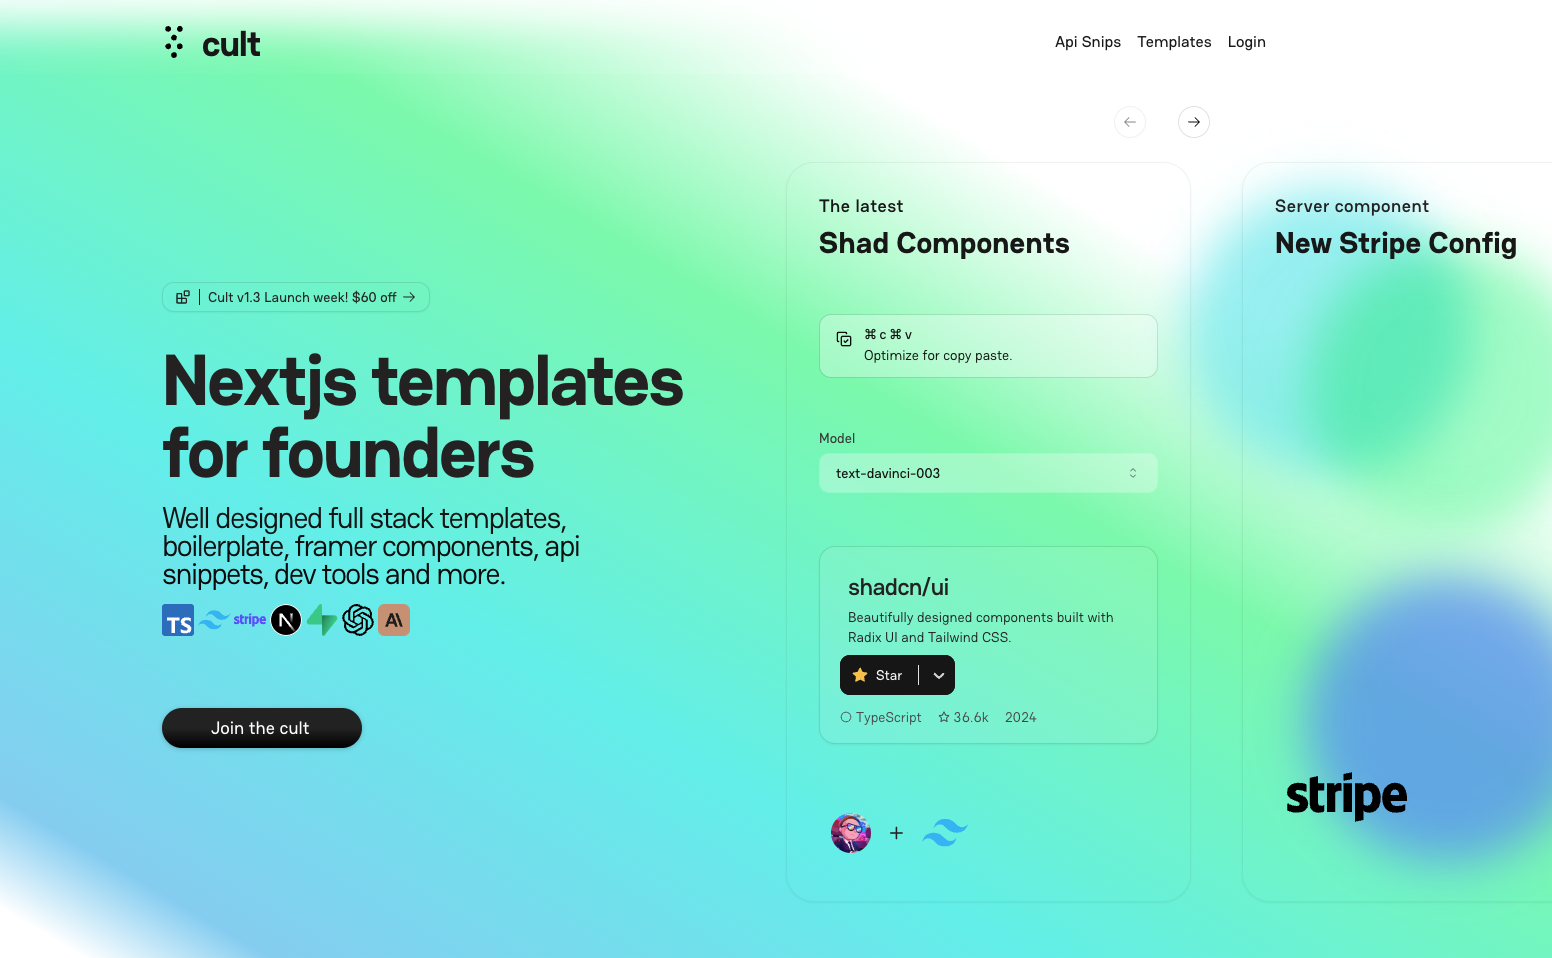 cult
Api Snips Templates Login
Cult v1.3 Launch week! $60 off
Nextjs templates
for founders
Well designed full stack templates,
boilerplate, framer components, api
snippets, dev tools and more.
TS
stripe
N
A\
Join the cult
The latest
Shad Components
⌘ c ⌘ v
Optimize for copy paste.
Model
text-davinci-003
shadcn/ui
Beautifully designed components built with
Radix UI and Tailwind CSS.
Star
TypeScript 36.6k 2024
+
Server component
New Stripe Config
stripe